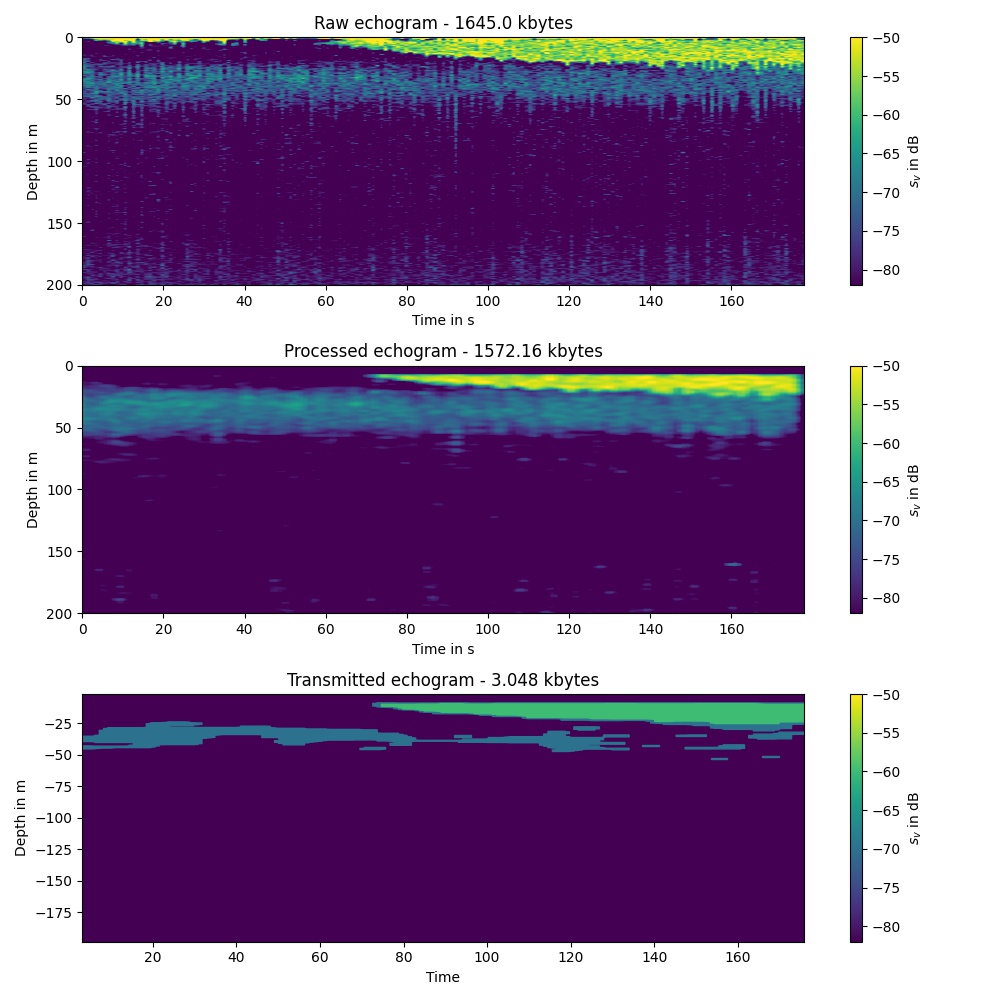 Raw echogram - 1645.0 kbytes
0
50
100
150
200
Depth in m
0 20 40 60 80 100 120 140 160
Time in s
−50
−55
−60
−65
−70
−75
−80
sv in dB
Processed echogram - 1572.16 kbytes
0
50
100
150
200
Depth in m
0 20 40 60 80 100 120 140 160
Time in s
−50
−55
−60
−65
−70
−75
−80
sv in dB
Transmitted echogram - 3.048 kbytes
−25
−50
−75
−100
−125
−150
−175
Depth in m
20 40 60 80 100 120 140 160
Time
−50
−55
−60
−65
−70
−75
−80
sv in dB